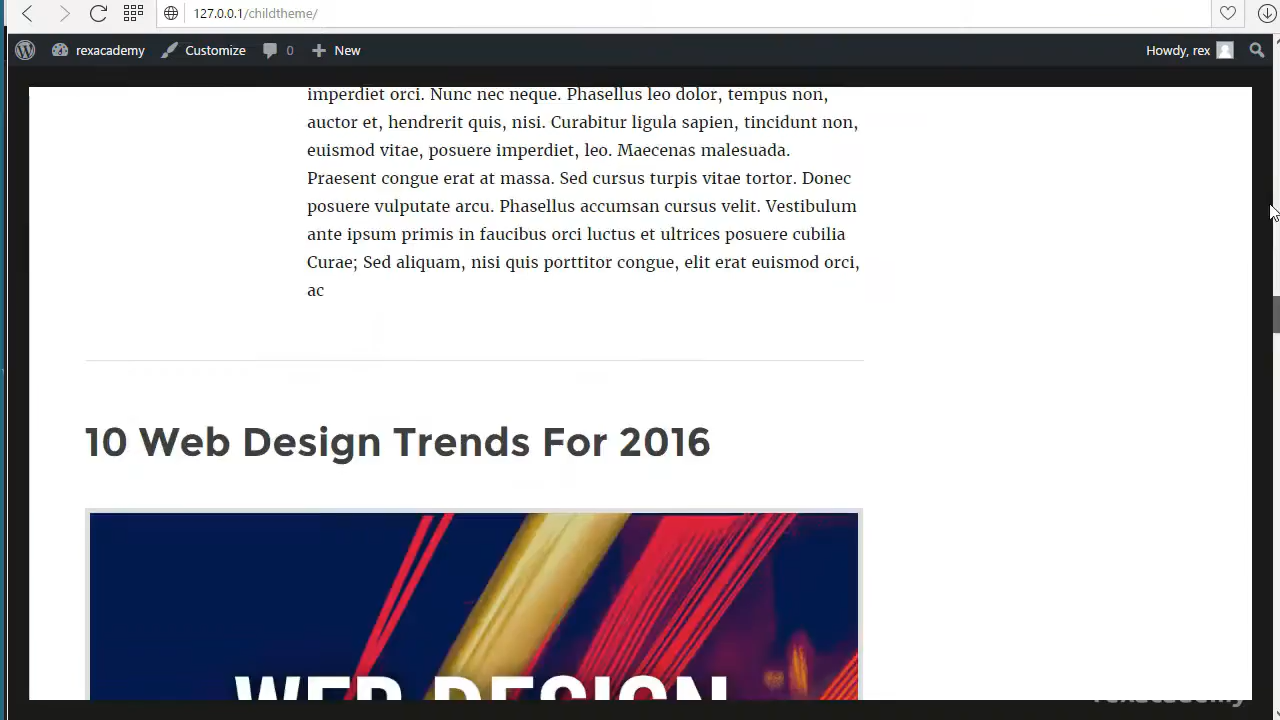 127.0.0.1/childtheme/
rexacademy Customize 0 New Howdy, rex
imperdiet orci. Nunc nec neque. Phasellus leo dolor, tempus non,
auctor et, hendrerit quis, nisi. Curabitur ligula sapien, tincidunt non,
euismod vitae, posuere imperdiet, leo. Maecenas malesuada.
Praesent congue erat at massa. Sed cursus turpis vitae tortor. Donec
posuere vulputate arcu. Phasellus accumsan cursus velit. Vestibulum
ante ipsum primis in faucibus orci luctus et ultrices posuere cubilia
Curae; Sed aliquam, nisi quis porttitor congue, elit erat euismod orci,
ac
10 Web Design Trends For 2016
WEB DESIGN
rexacademy